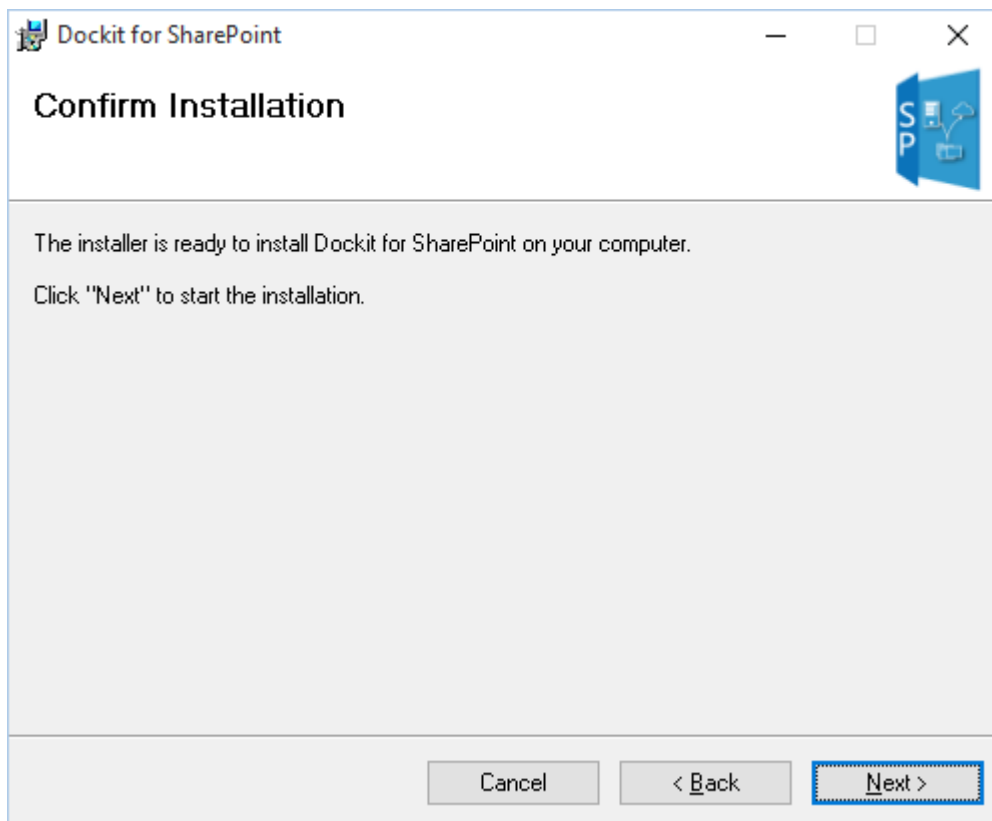 Dockit for SharePoint
Confirm Installation
S
P
The installer is ready to install Dockit for SharePoint on your computer.
Click "Next" to start the installation.
Cancel
< Back
Next >